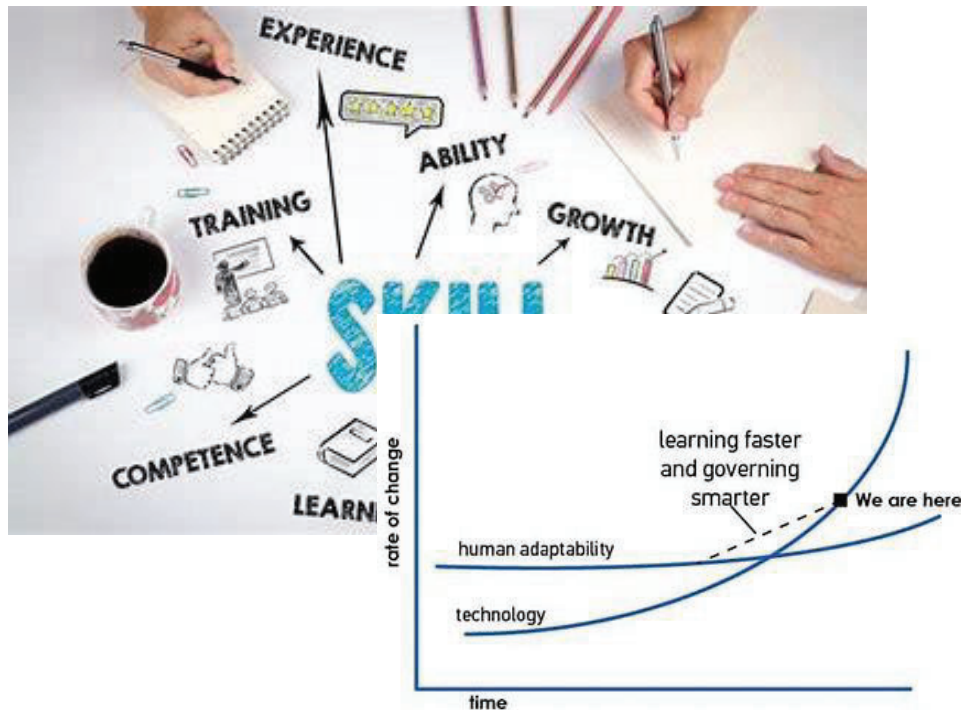 EXPERIENCE
ABILITY
TRAINING
GROWTH
COMPETENCE
learning faster
and governing
smarter
We are here
rate of change
human adaptability
technology
time